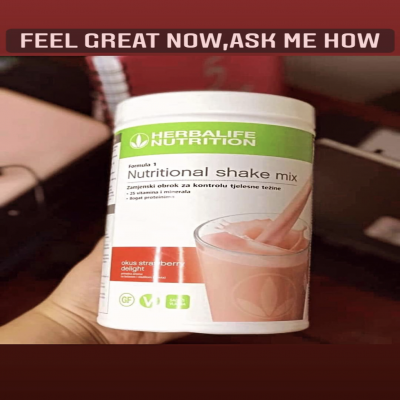 FEEL GREAT NOW,ASK ME HOW
HERBALIFE
NUTRITION
Formula 1
Nutritional shake mix
Zamjenski obrok za kontrolu tjelesne težine
• 25 vitamina i minerala
• Bogat proteinima
okus strawberry
delight
GF